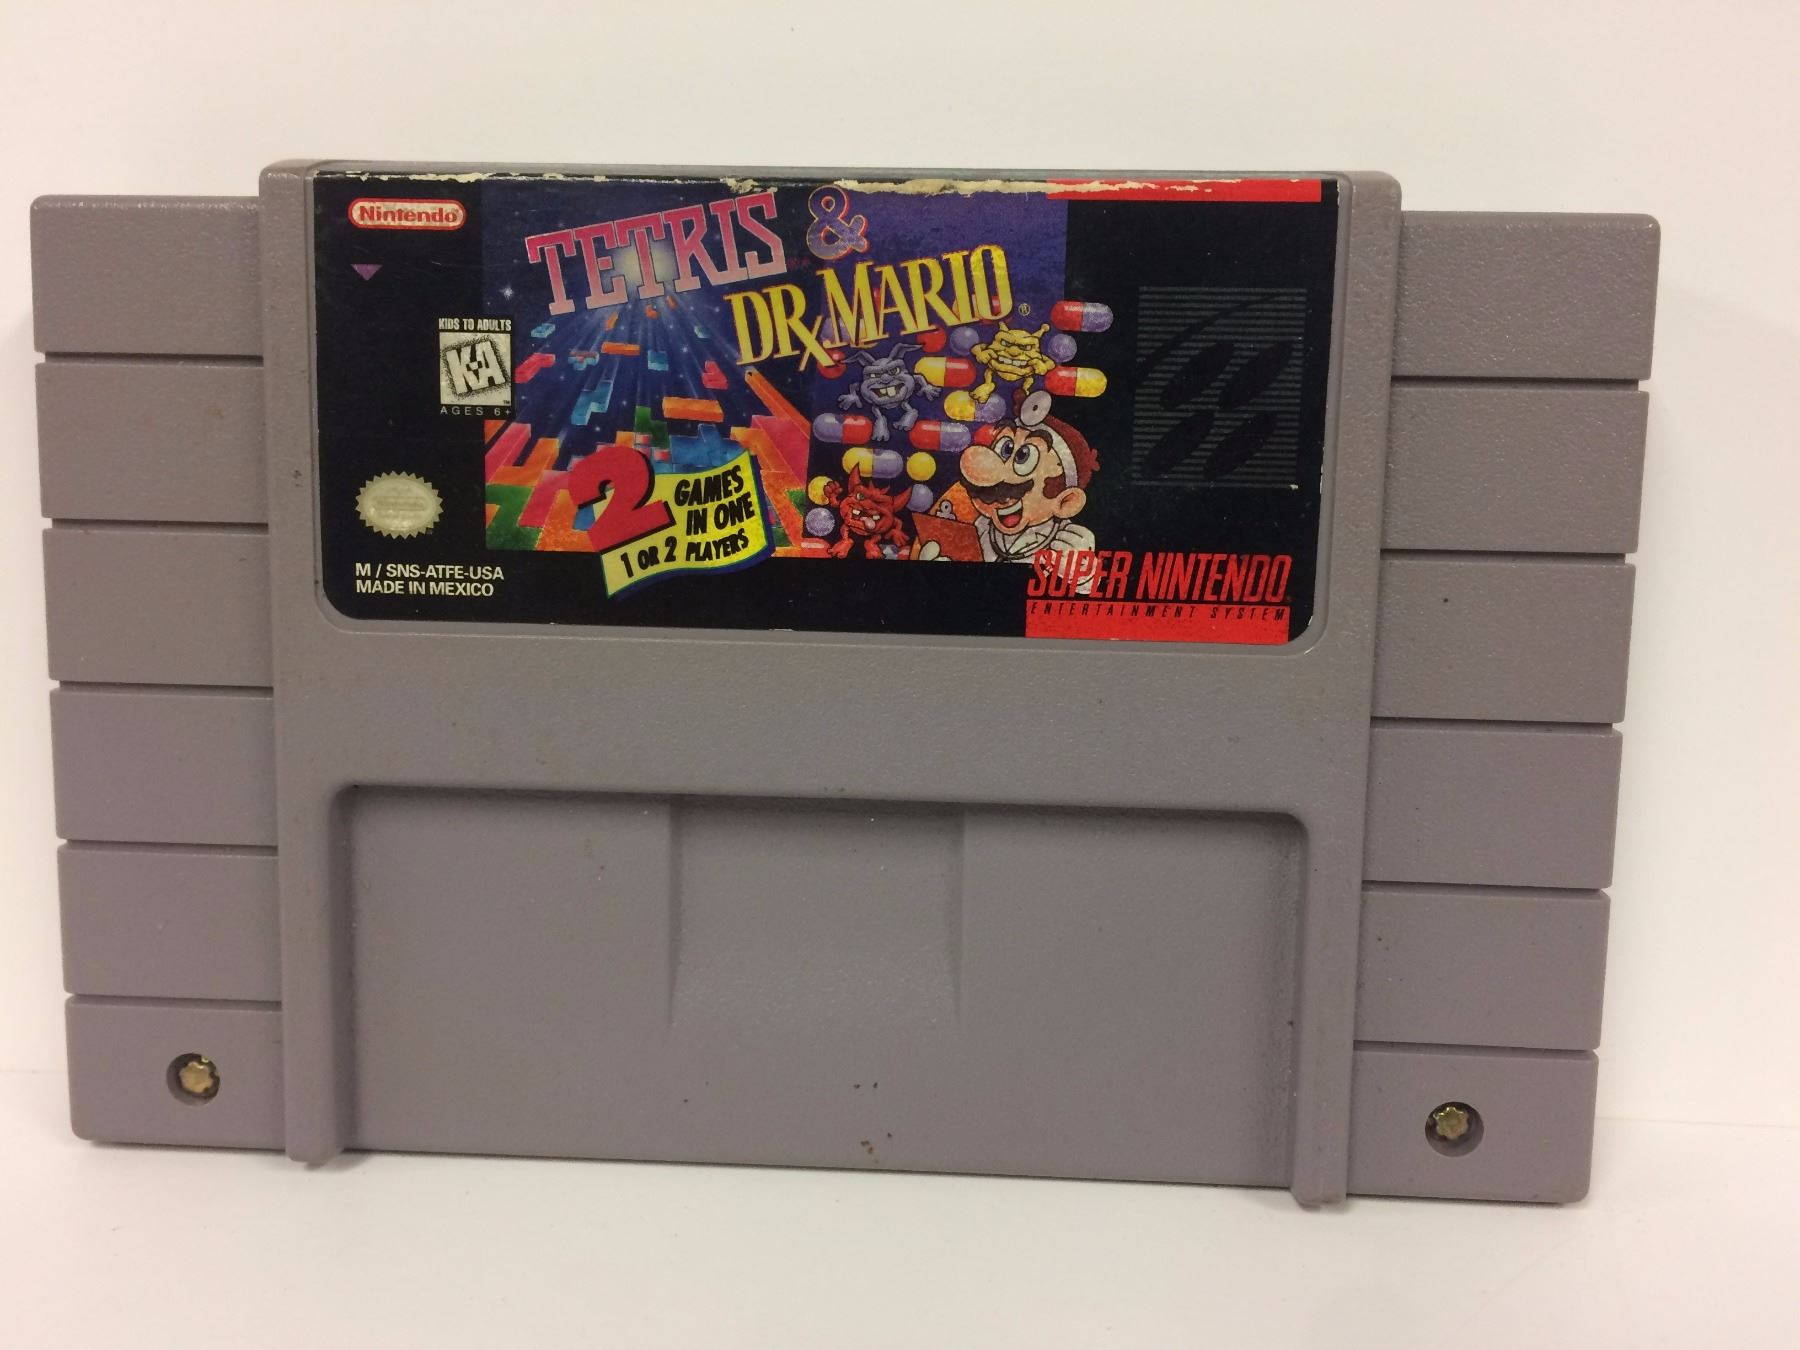 Nintendo
TETRIS &
DRx.MARIO®
KIDS TO ADULTS
K-A
AGES 6+
2 GAMES
IN ONE
1 OR 2 PLAYERS
M / SNS-ATFE-USA
MADE IN MEXICO
SUPER NINTENDO
ENTERTAINMENT SYSTEM